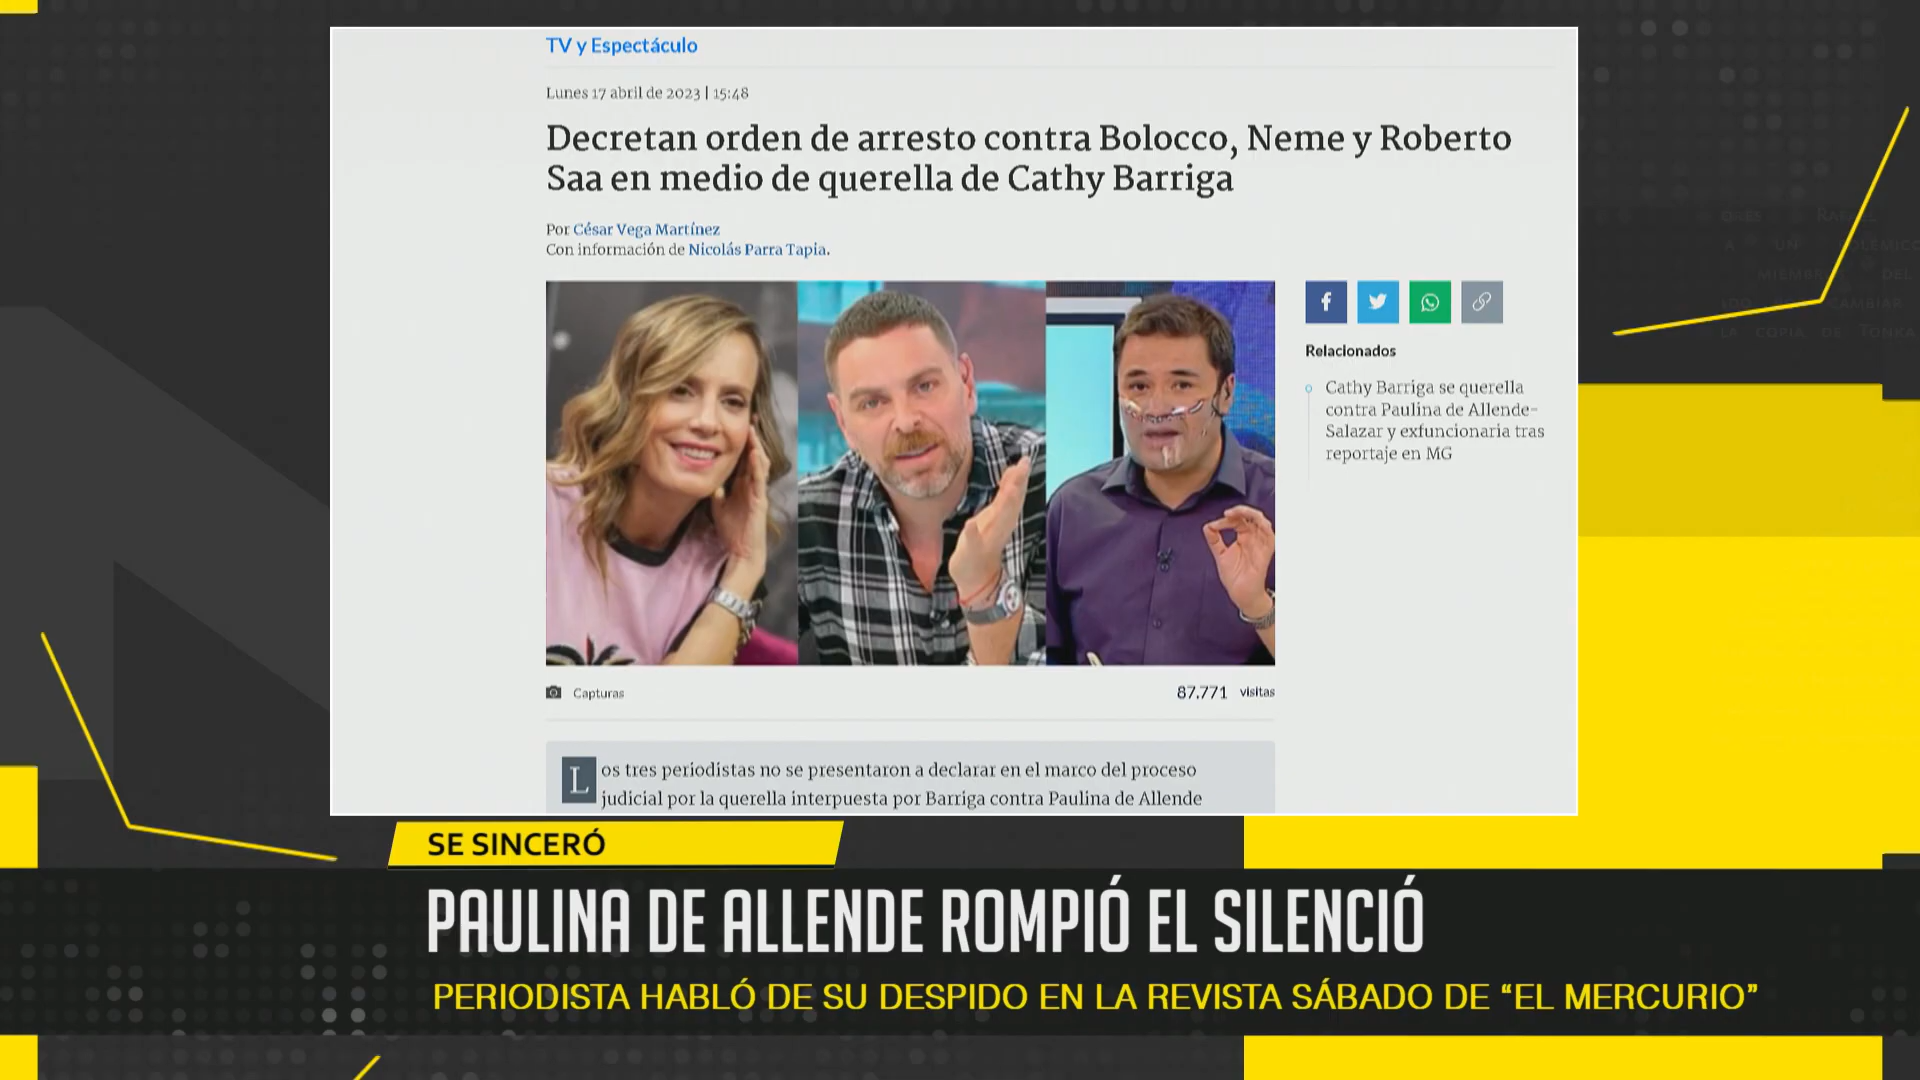 TV y Espectáculo
Lunes 17 abril de 2023 | 15:48
Decretan orden de arresto contra Bolocco, Neme y Roberto
Saa en medio de querella de Cathy Barriga
Por César Vega Martínez
Con información de Nicolás Parra Tapia.
Relacionados
Cathy Barriga se querella
contra Paulina de Allende-
Salazar y exfuncionaria tras
reportaje en MG
Capturas
87.771 visitas
Los tres periodistas no se presentaron a declarar en el marco del proceso
judicial por la querella interpuesta por Barriga contra Paulina de Allende
SE SINCERÓ
PAULINA DE ALLENDE ROMPIÓ EL SILENCIÓ
PERIODISTA HABLÓ DE SU DESPIDO EN LA REVISTA SÁBADO DE “EL MERCURIO”